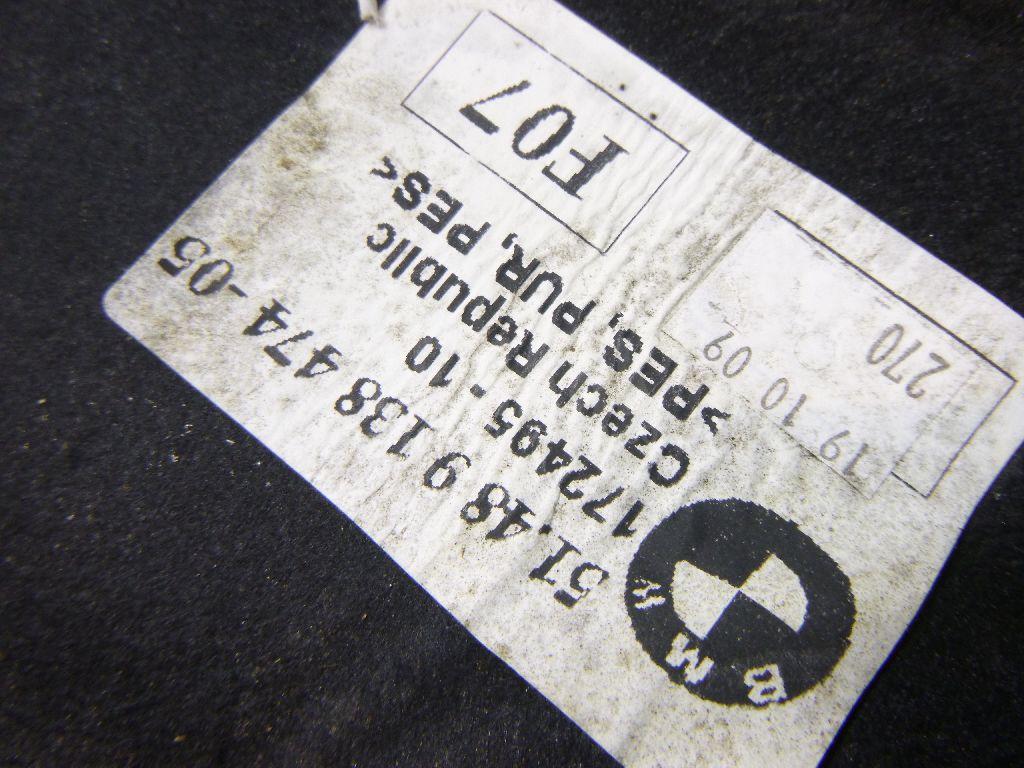 BMW
51.48 9 138 474 -05
172495 - 10
Czech Republic
>PES, PUR, PES<
F07
19 10 09
270